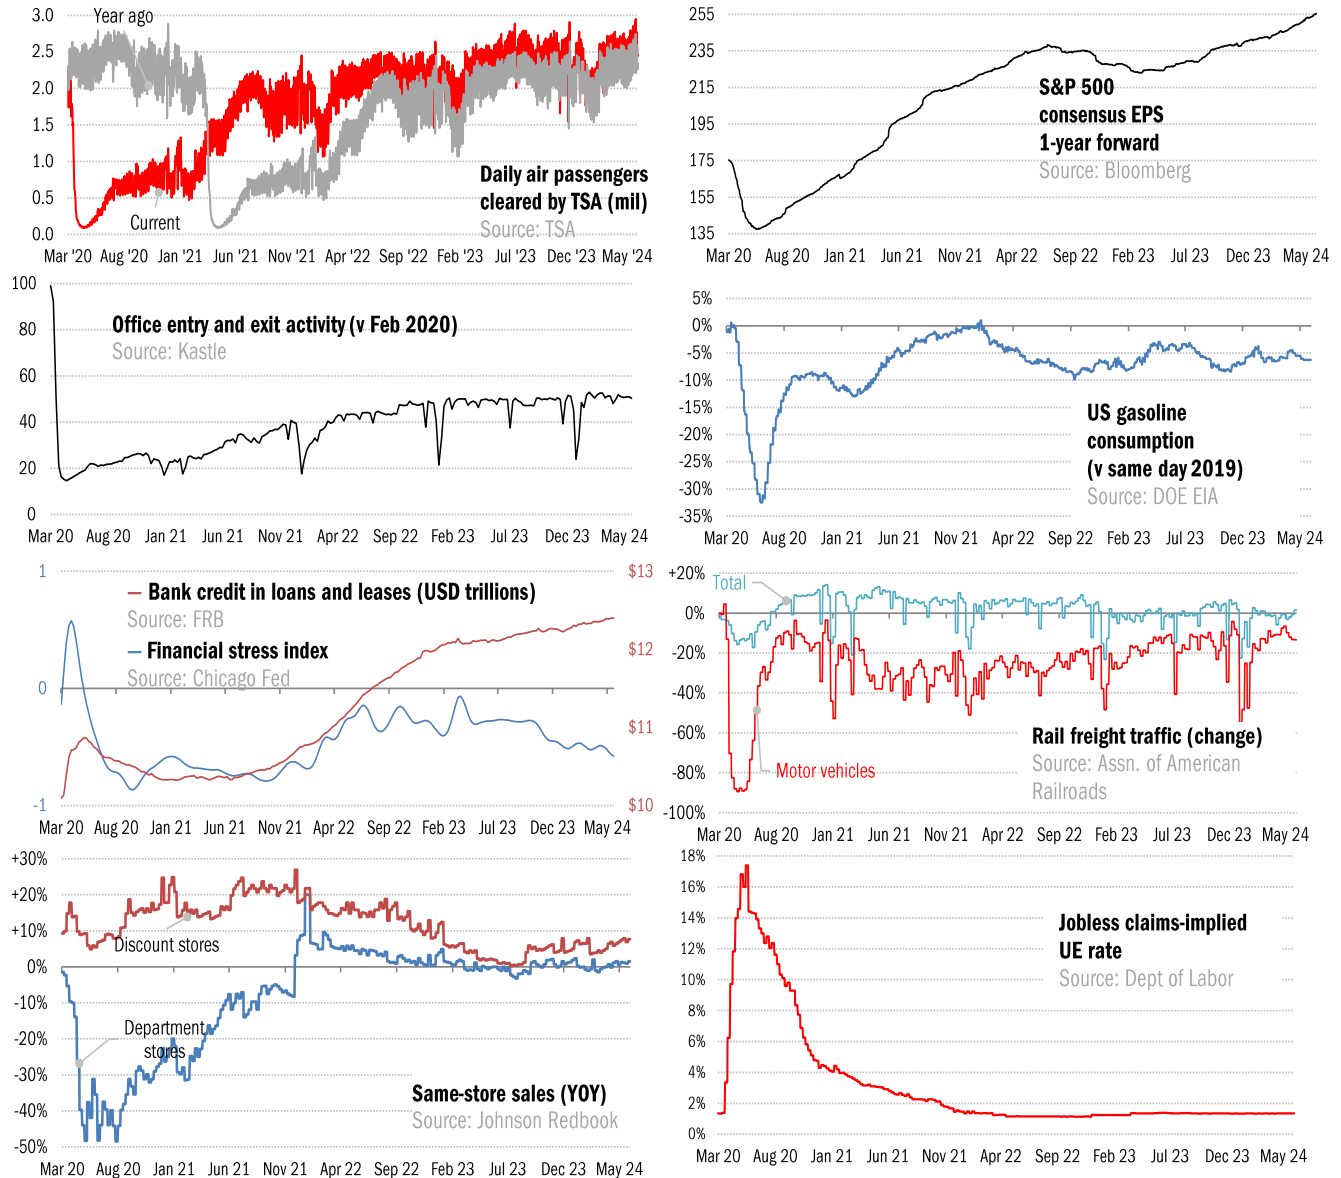 3.0
2.5
2.0
1.5
1.0
0.5
0.0
Year ago
Current
Daily air passengers
cleared by TSA (mil)
Source: TSA
Mar '20 Aug '20 Jan '21 Jun '21 Nov '21 Apr '22 Sep '22 Feb '23 Jul '23 Dec '23 May '24
255
235
215
195
175
155
135
S&P 500
consensus EPS
1-year forward
Source: Bloomberg
Mar 20 Aug 20 Jan 21 Jun 21 Nov 21 Apr 22 Sep 22 Feb 23 Jul 23 Dec 23 May 24
100
80
60
40
20
0
Office entry and exit activity (v Feb 2020)
Source: Kastle
Mar 20 Aug 20 Jan 21 Jun 21 Nov 21 Apr 22 Sep 22 Feb 23 Jul 23 Dec 23 May 24
5%
0%
-5%
-10%
-15%
-20%
-25%
-30%
-35%
US gasoline
consumption
(v same day 2019)
Source: DOE EIA
Mar 20 Aug 20 Jan 21 Jun 21 Nov 21 Apr 22 Sep 22 Feb 23 Jul 23 Dec 23 May 24
1
0
-1
Bank credit in loans and leases (USD trillions)
Source: FRB
Financial stress index
Source: Chicago Fed
$13
$12
$11
$10
Mar 20 Aug 20 Jan 21 Jun 21 Nov 21 Apr 22 Sep 22 Feb 23 Jul 23 Dec 23 May 24
+20%
0%
-20%
-40%
-60%
-80%
-100%
Total
Motor vehicles
Rail freight traffic (change)
Source: Assn. of American
Railroads
Mar 20 Aug 20 Jan 21 Jun 21 Nov 21 Apr 22 Sep 22 Feb 23 Jul 23 Dec 23 May 24
+30%
+20%
+10%
0%
-10%
-20%
-30%
-40%
-50%
Discount stores
Department
stores
Same-store sales (YOY)
Source: Johnson Redbook
Mar 20 Aug 20 Jan 21 Jun 21 Nov 21 Apr 22 Sep 22 Feb 23 Jul 23 Dec 23 May 24
18%
16%
14%
12%
10%
8%
6%
4%
2%
0%
Jobless claims-implied
UE rate
Source: Dept of Labor
Mar 20 Aug 20 Jan 21 Jun 21 Nov 21 Apr 22 Sep 22 Feb 23 Jul 23 Dec 23 May 24